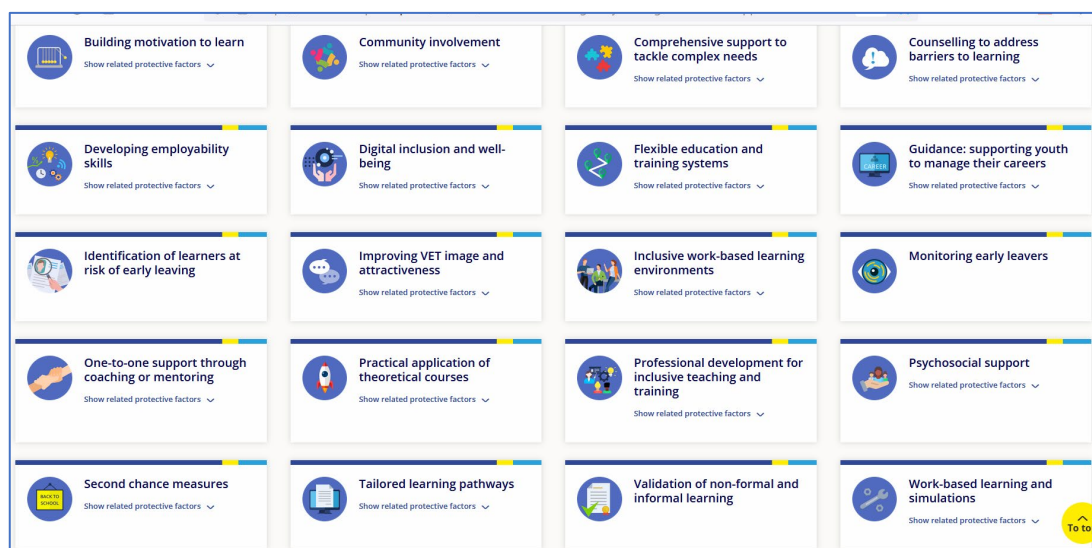 Building motivation to learn
Show related protective factors
Community involvement
Show related protective factors
Comprehensive support to
tackle complex needs
Show related protective factors
Counselling to address
barriers to learning
Show related protective factors
Developing employability
skills
Show related protective factors
Digital inclusion and well-
being
Show related protective factors
Flexible education and
training systems
Show related protective factors
CAREER
Guidance: supporting youth
to manage their careers
Show related protective factors
Identification of learners at
risk of early leaving
Improving VET image and
attractiveness
Show related protective factors
Inclusive work-based learning
environments
Show related protective factors
Monitoring early leavers
One-to-one support through
coaching or mentoring
Show related protective factors
Practical application of
theoretical courses
Show related protective factors
Professional development for
inclusive teaching and
training
Show related protective factors
Psychosocial support
Show related protective factors
BACK TO
SCHOOL
Second chance measures
Show related protective factors
Tailored learning pathways
Show related protective factors
Validation of non-formal and
informal learning
Work-based learning and
simulations
Show related protective factors
To to